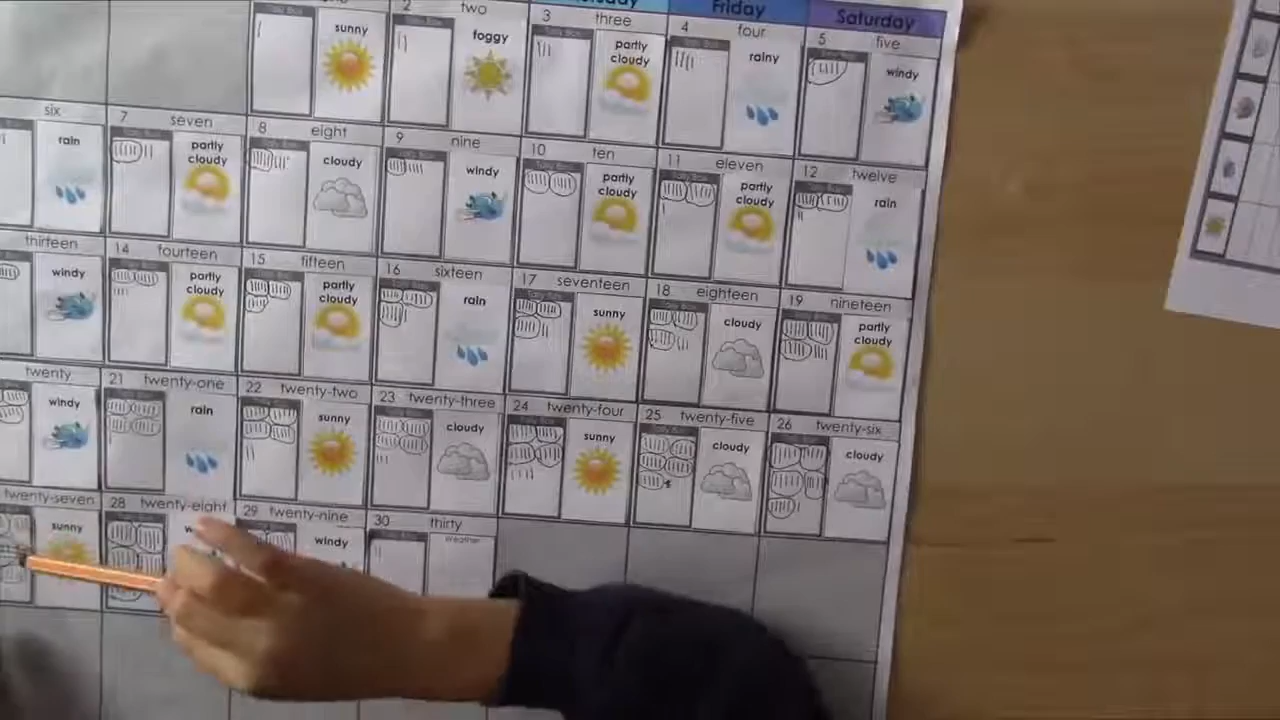 Friday Saturday
2 two 3 three 4 four 5 five
sunny foggy partly cloudy rainy windy
six 7 seven 8 eight 9 nine 10 ten 11 eleven 12 twelve
rain partly cloudy cloudy windy partly cloudy partly cloudy rain
thirteen 14 fourteen 15 fifteen 16 sixteen 17 seventeen 18 eighteen 19 nineteen
windy partly cloudy partly cloudy rain sunny cloudy partly cloudy
twenty 21 twenty-one 22 twenty-two 23 twenty-three 24 twenty-four 25 twenty-five 26 twenty-six
windy rain sunny cloudy sunny cloudy cloudy
twenty-seven 28 twenty-eight 29 twenty-nine 30 thirty
sunny windy Weather